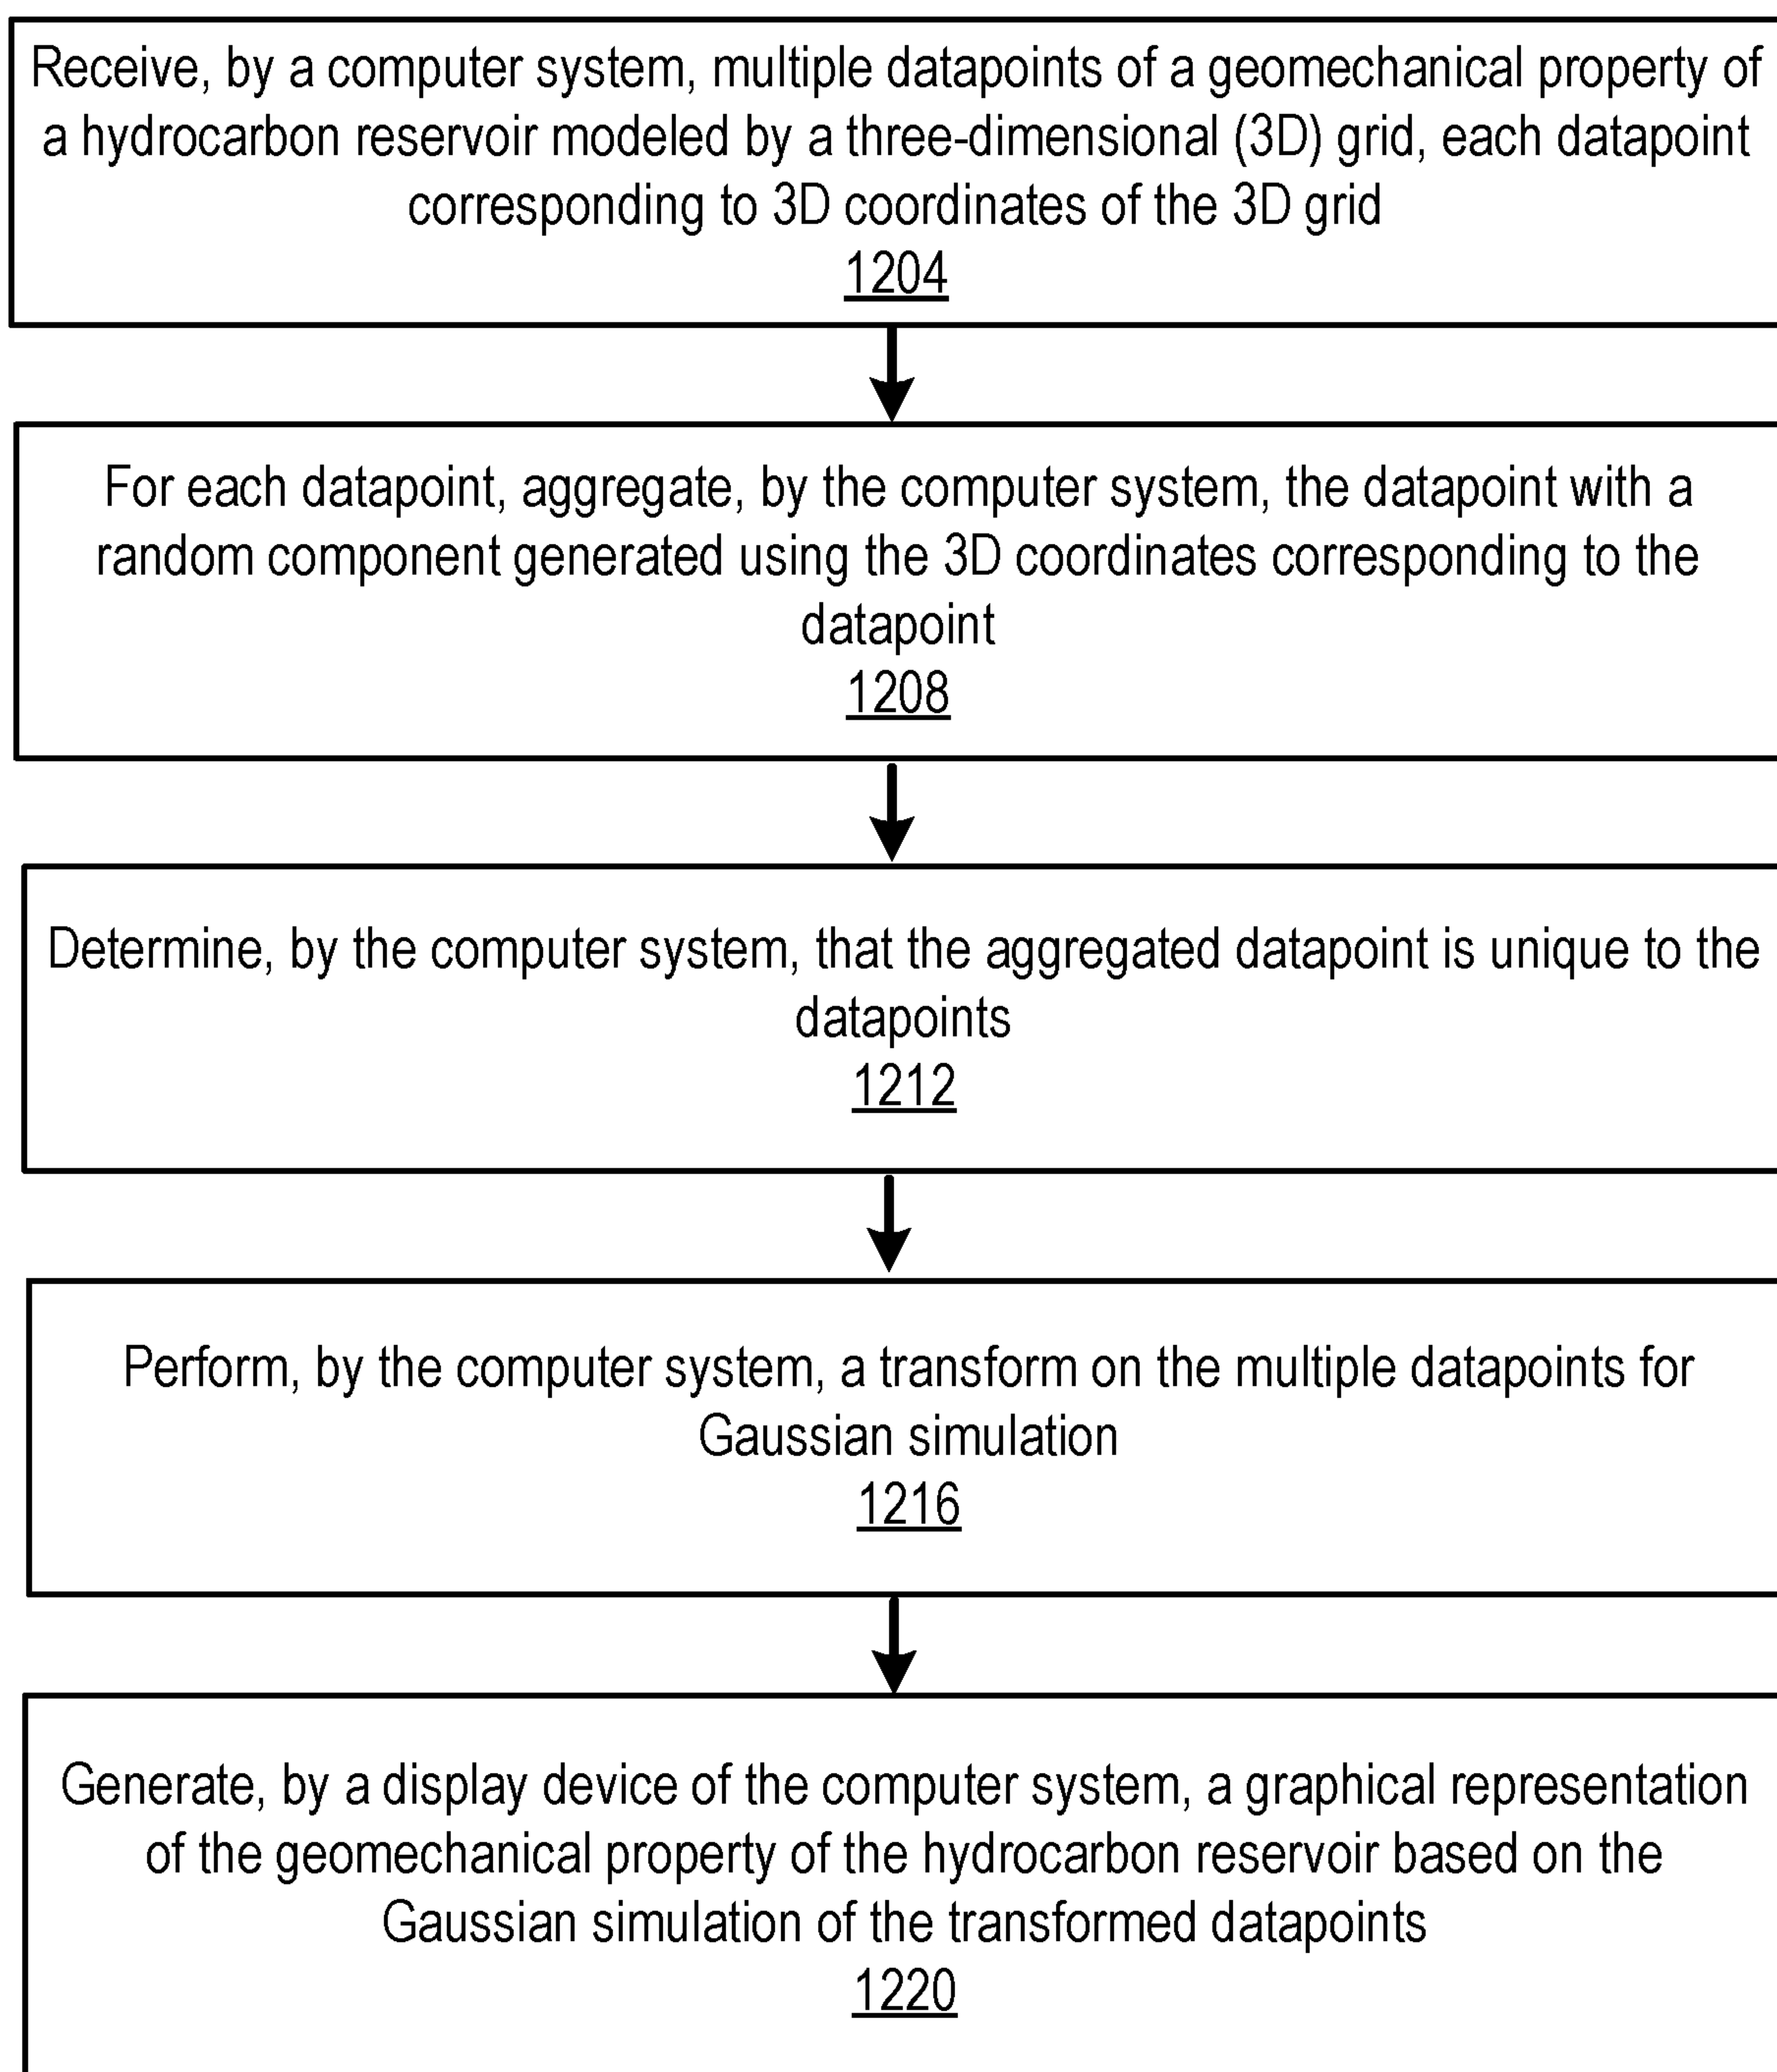 Receive, by a computer system, multiple datapoints of a geomechanical property of
a hydrocarbon reservoir modeled by a three-dimensional (3D) grid, each datapoint
corresponding to 3D coordinates of the 3D grid
1204
For each datapoint, aggregate, by the computer system, the datapoint with a
random component generated using the 3D coordinates corresponding to the
datapoint
1208
Determine, by the computer system, that the aggregated datapoint is unique to the
datapoints
1212
Perform, by the computer system, a transform on the multiple datapoints for
Gaussian simulation
1216
Generate, by a display device of the computer system, a graphical representation
of the geomechanical property of the hydrocarbon reservoir based on the
Gaussian simulation of the transformed datapoints
1220